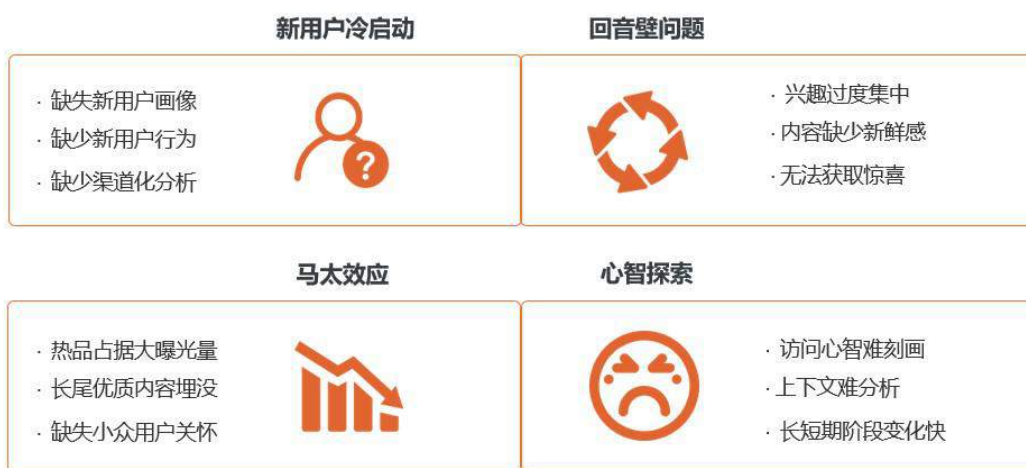 新用户冷启动
· 缺失新用户画像
· 缺少新用户行为
· 缺少渠道化分析
?
回音壁问题
· 兴趣过度集中
· 内容缺少新鲜感
· 无法获取惊喜
马太效应
· 热品占据大曝光量
· 长尾优质内容埋没
· 缺失小众用户关怀
心智探索
· 访问心智难刻画
· 上下文难分析
· 长短期阶段变化快